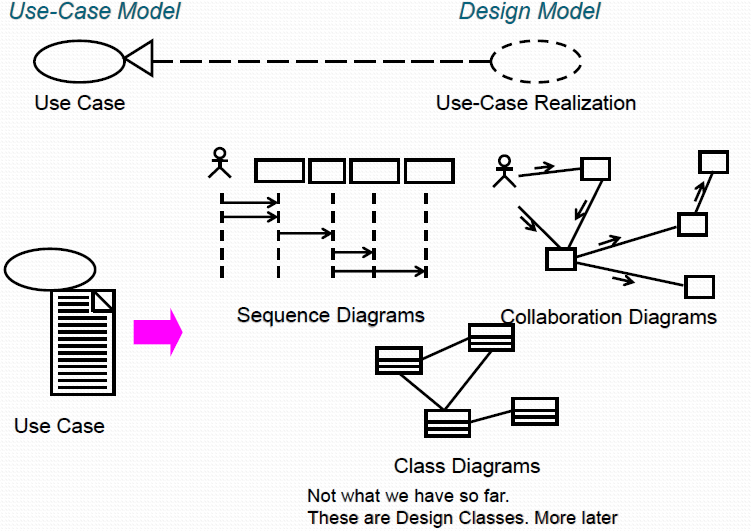 Use-Case Model
Design Model
Use Case
Use-Case Realization
Sequence Diagrams
Collaboration Diagrams
Use Case
Class Diagrams
Not what we have so far.
These are Design Classes. More later